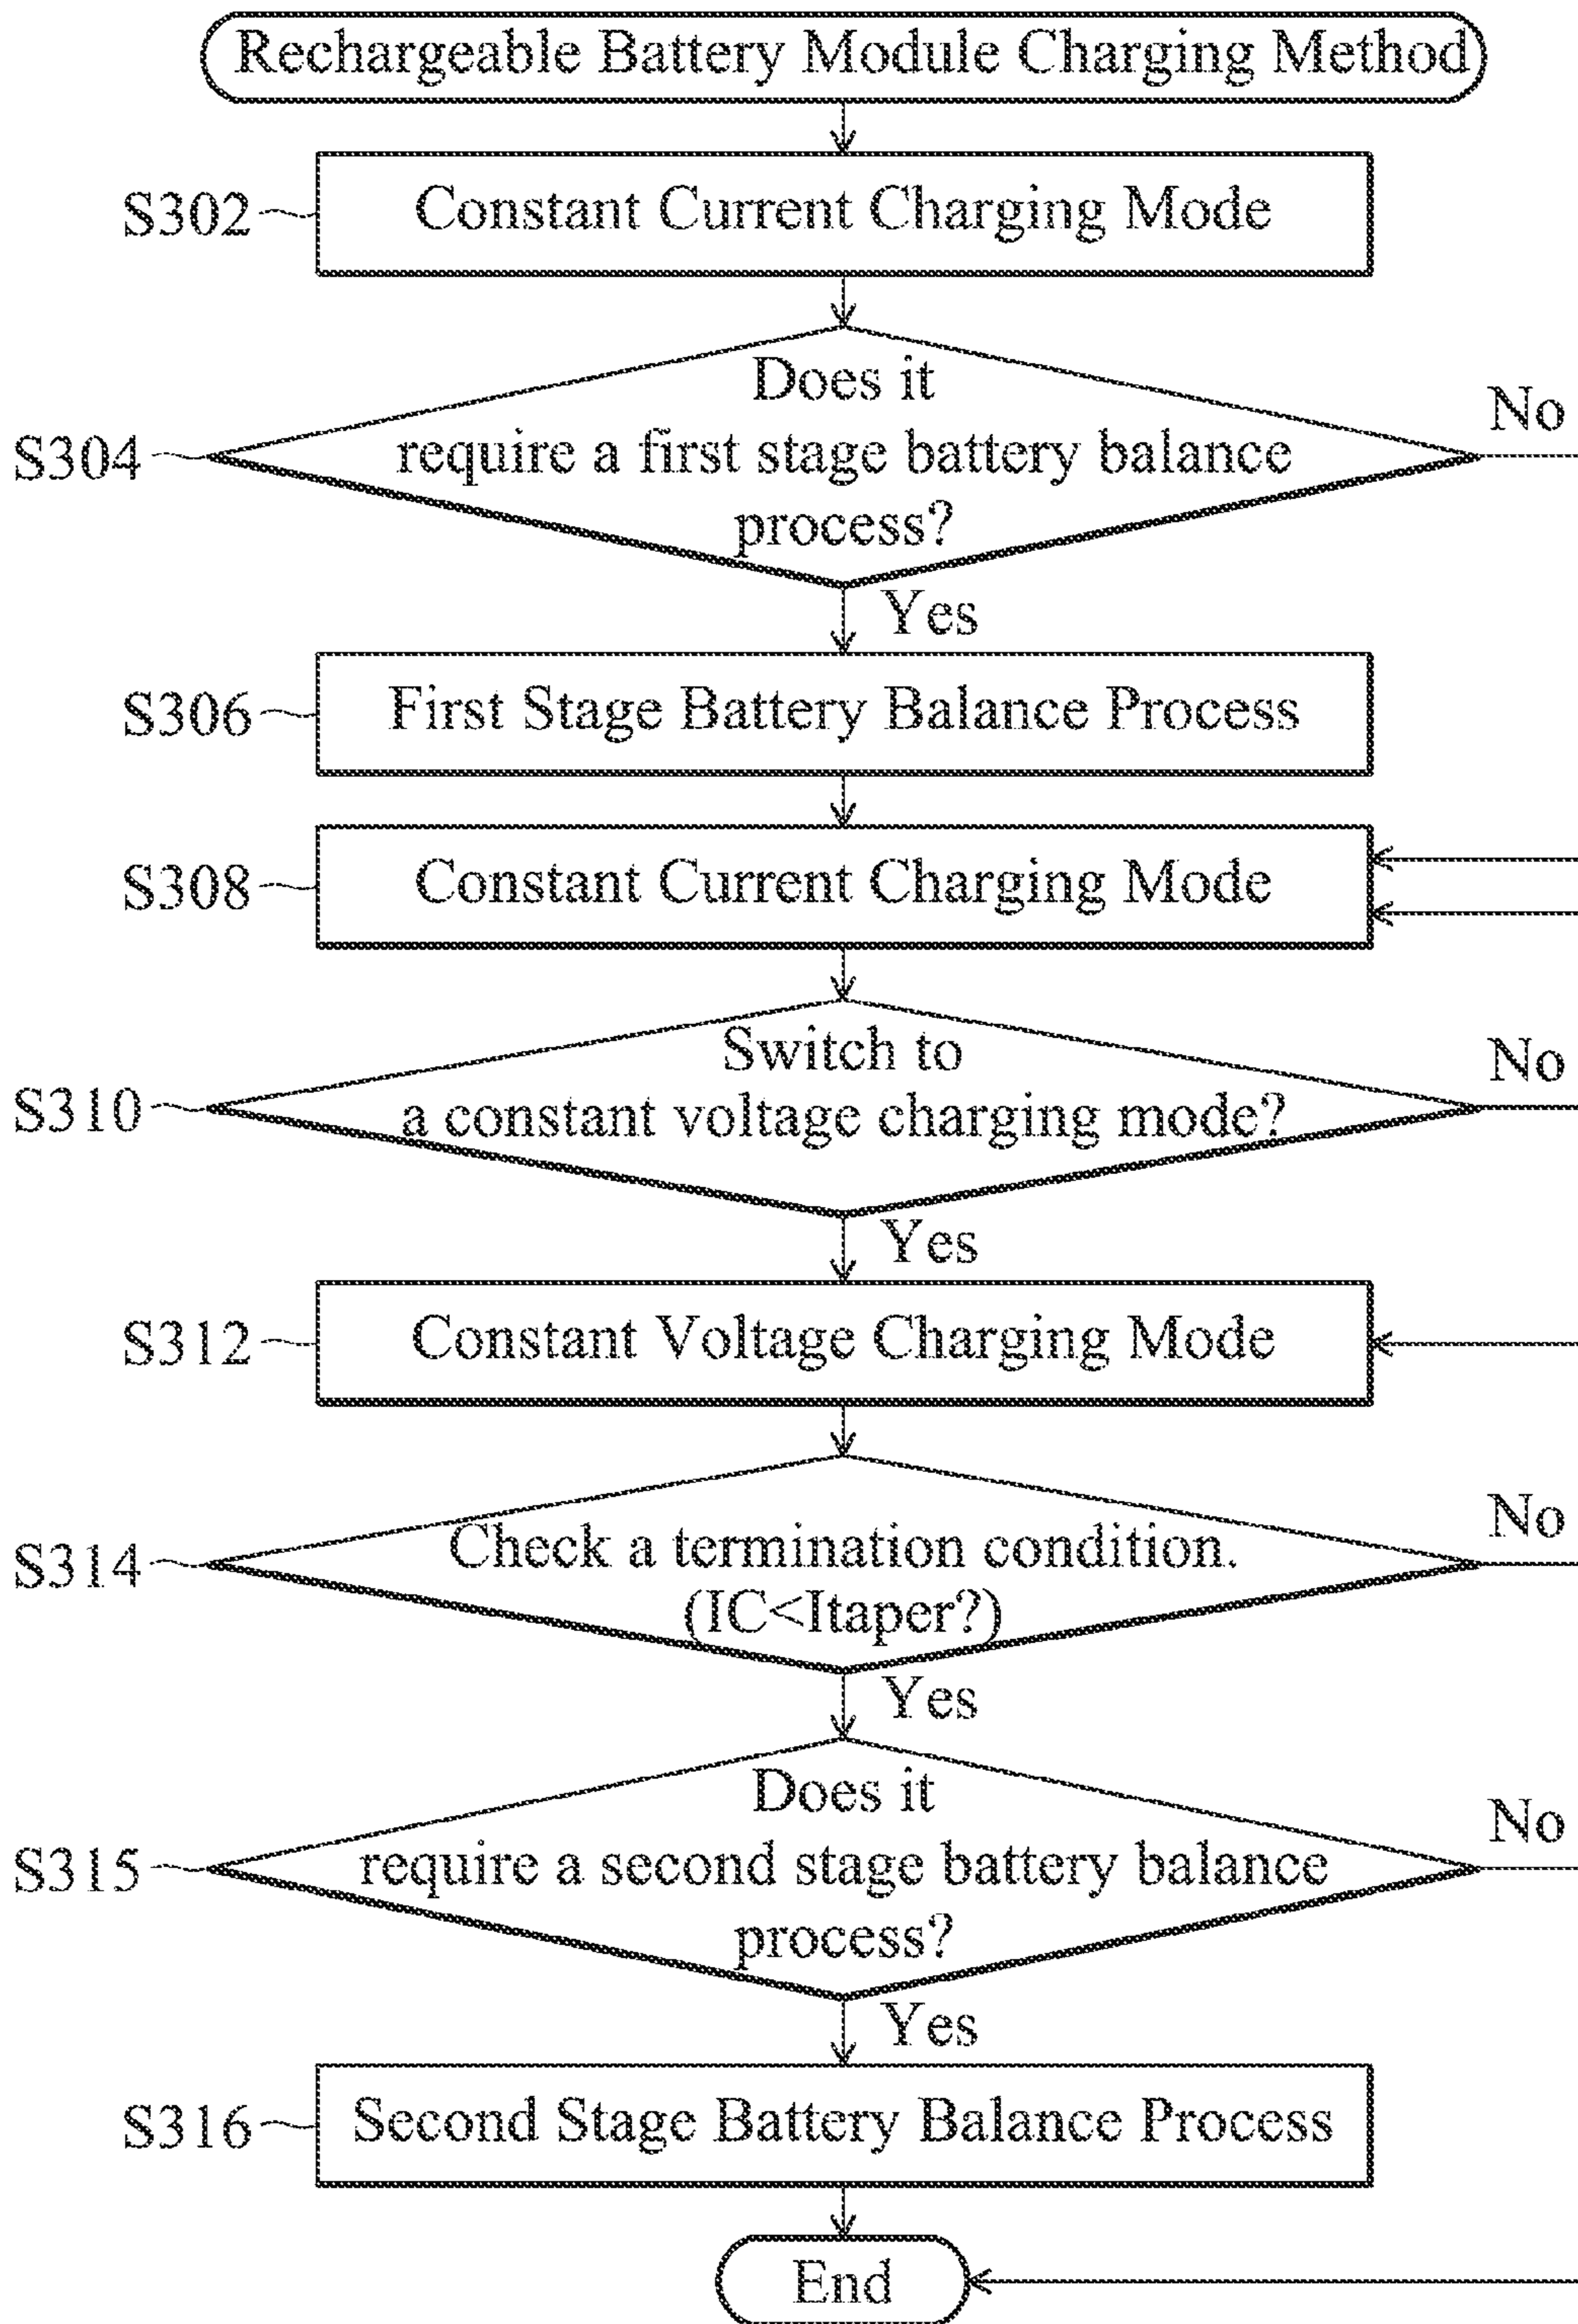 Rechargeable Battery Module Charging Method
S302
Constant Current Charging Mode
Does it
No
S304
require a first stage battery balance
process?
Yes
S306
First Stage Battery Balance Process
S308
Constant Current Charging Mode
Switch to
No
S310
a constant voltage charging mode?
Yes
S312
Constant Voltage Charging Mode
No
S314
Check a termination condition.
(IC<Itaper?)
Yes
Does it
No
S315
require a second stage battery balance
process?
Yes
S316
Second Stage Battery Balance Process
End